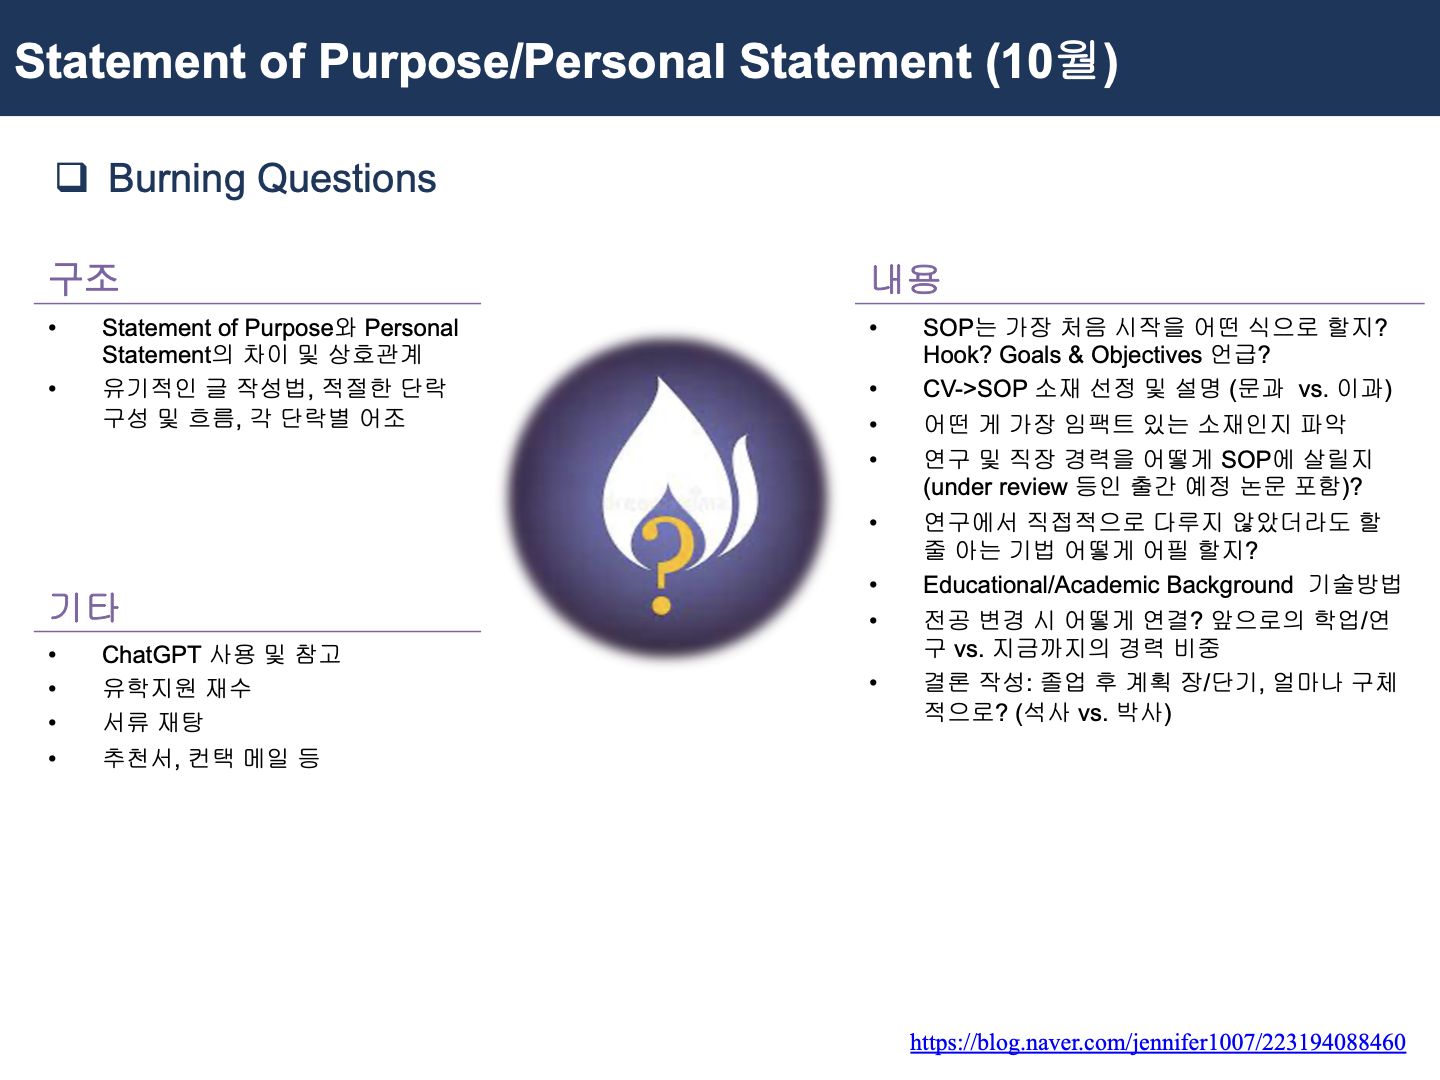 Statement of Purpose/Personal Statement (10월)
❑ Burning Questions
구조
• Statement of Purpose와 Personal
Statement의 차이 및 상호관계
• 유기적인 글 작성법, 적절한 단락
구성 및 흐름, 각 단락별 어조
기타
• ChatGPT 사용 및 참고
• 유학지원 재수
• 서류 재탕
• 추천서, 컨택 메일 등
?
내용
• SOP는 가장 처음 시작을 어떤 식으로 할지?
Hook? Goals & Objectives 언급?
• CV->SOP 소재 선정 및 설명 (문과 vs. 이과)
• 어떤 게 가장 임팩트 있는 소재인지 파악
• 연구 및 직장 경력을 어떻게 SOP에 살릴지
(under review 등인 출간 예정 논문 포함)?
• 연구에서 직접적으로 다루지 않았더라도 할
줄 아는 기법 어떻게 어필 할지?
• Educational/Academic Background 기술방법
• 전공 변경 시 어떻게 연결? 앞으로의 학업/연
구 vs. 지금까지의 경력 비중
• 결론 작성: 졸업 후 계획 장/단기, 얼마나 구체
적으로? (석사 vs. 박사)
https://blog.naver.com/jennifer1007/223194088460